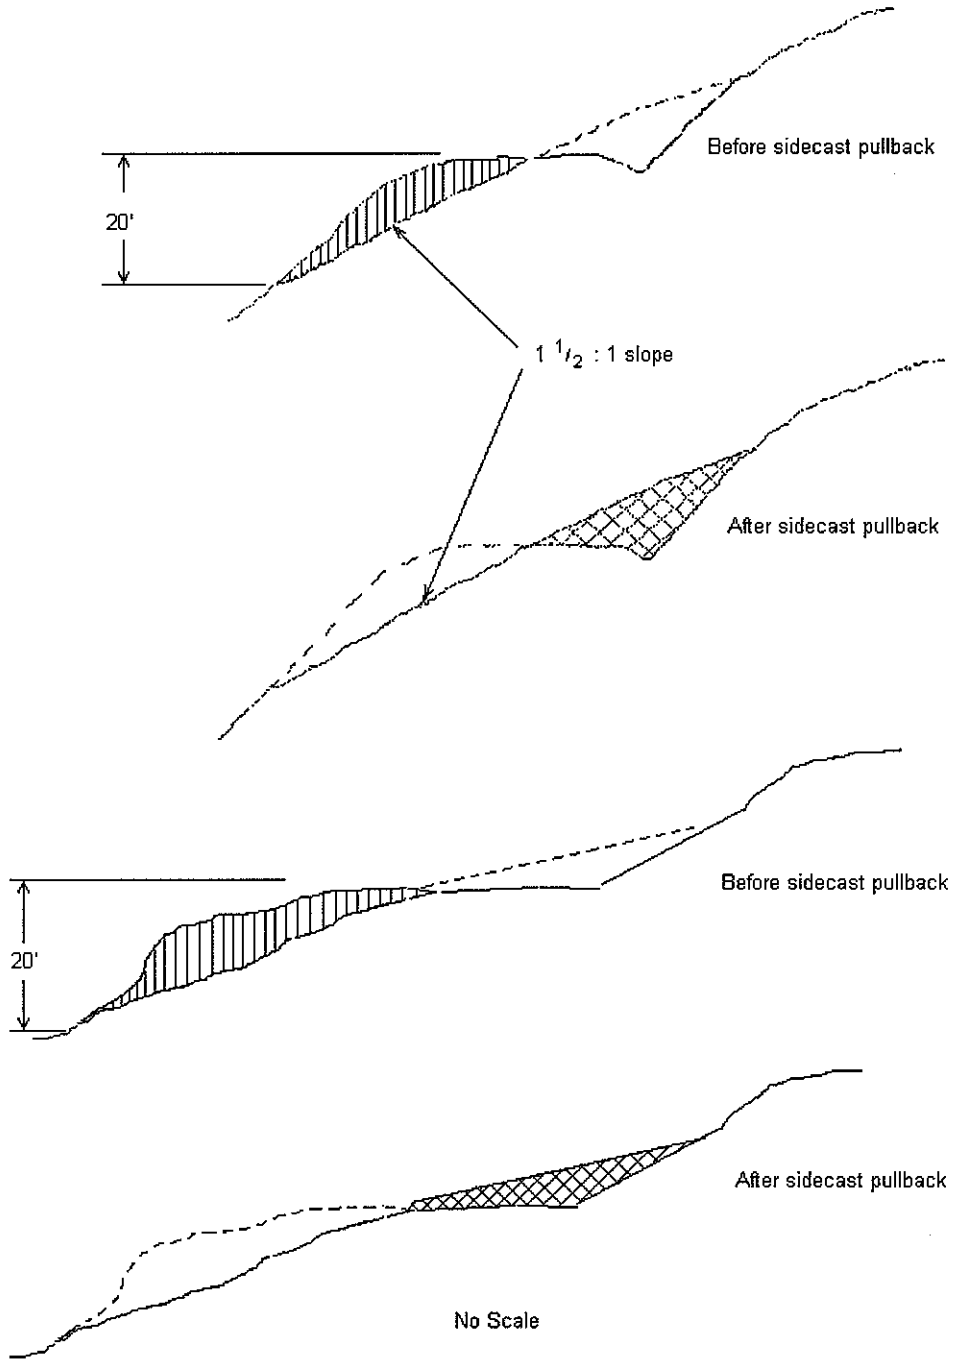 Before sidecast pullback
20'
1 1/2 : 1 slope
After sidecast pullback
Before sidecast pullback
20'
After sidecast pullback
No Scale